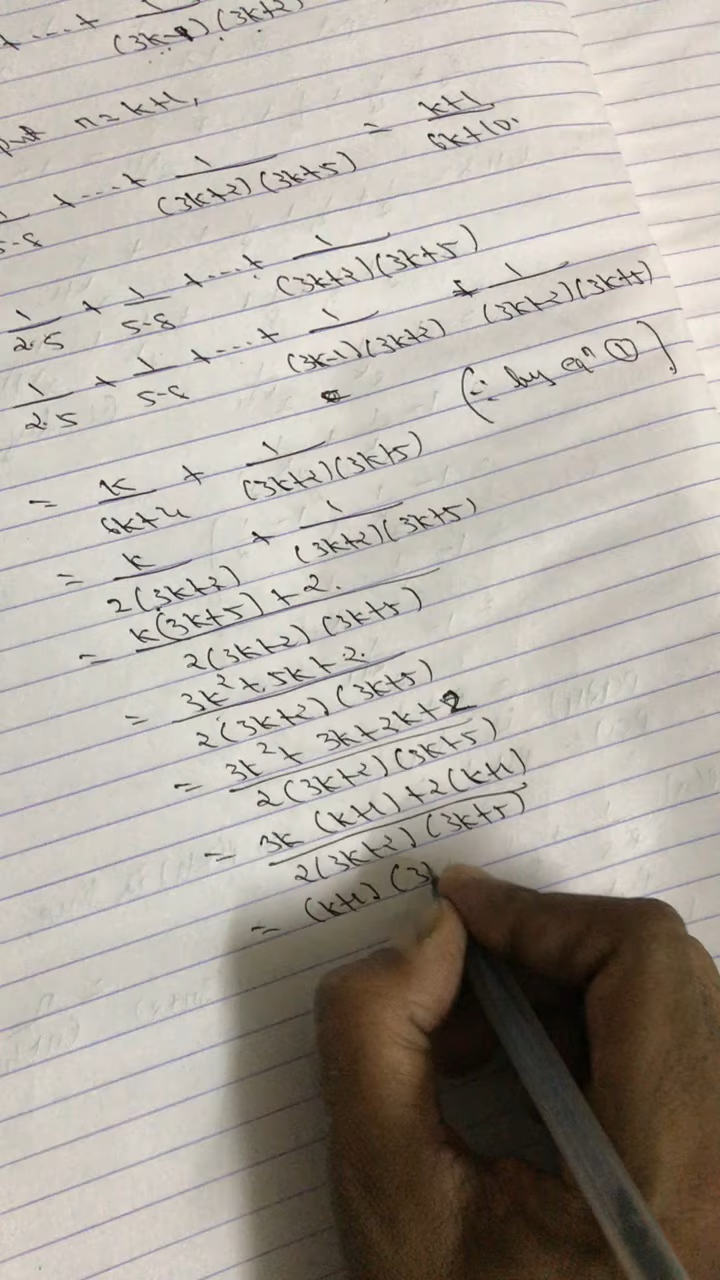 + ... + 1/(3k-1)(3k+2)
put n=k+1,
1/5.8 + ... + 1/(3k+2)(3k+5) = k+1/6k+10.
1/2.5 + 1/5.8 + ... + 1/(3k+2)(3k+5)
1/2.5 + 1/5.8 + ... + 1/(3k-1)(3k+2) + 1/(3k+2)(3k+5)
(∵ by eqⁿ ①)
= k/6k+4 + 1/(3k+2)(3k+5)
= k/2(3k+2) + 1/(3k+2)(3k+5)
= k(3k+5)+2./2(3k+2)(3k+5)
= 3k²+5k+2./2(3k+2)(3k+5)
= 3k²+3k+2k+2/2(3k+2)(3k+5)
= 3k(k+1)+2(k+1)/2(3k+2)(3k+5)
= (k+1)(3